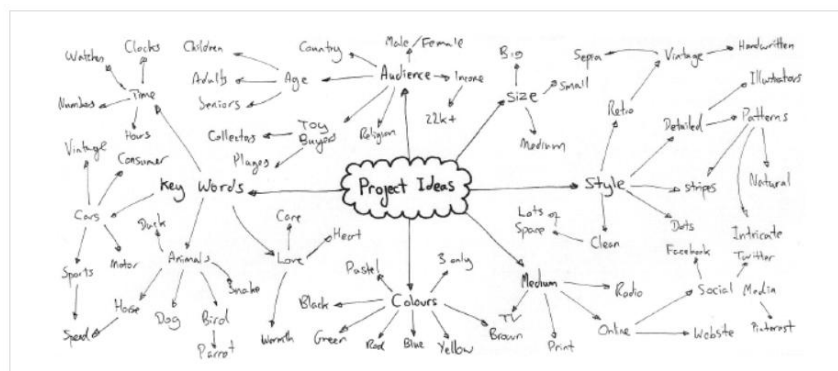 Project Ideas
Audience
Male/Female
Country
Income
22k+
Religion
Toy
Buyers
Collectors
Players
Age
Children
Adults
Seniors
Size
Big
Small
Medium
Style
Retro
Vintage
Sepia
Handwritten
Detailed
Illustrators
Patterns
Stripes
Natural
Intricate
Dots
Clean
Lots of
Space
Medium
Radio
TV
Print
Online
Social Media
Facebook
Twitter
Pinterest
Website
Colours
Pastel
3 only
Black
Green
Red
Blue
Yellow
Brown
Key Words
Time
Watches
Clocks
Numbers
Hours
Cars
Vintage
Consumer
Motor
Sports
Speed
Animals
Duck
Horse
Dog
Bird
Parrot
Snake
Love
Care
Heart
Warmth